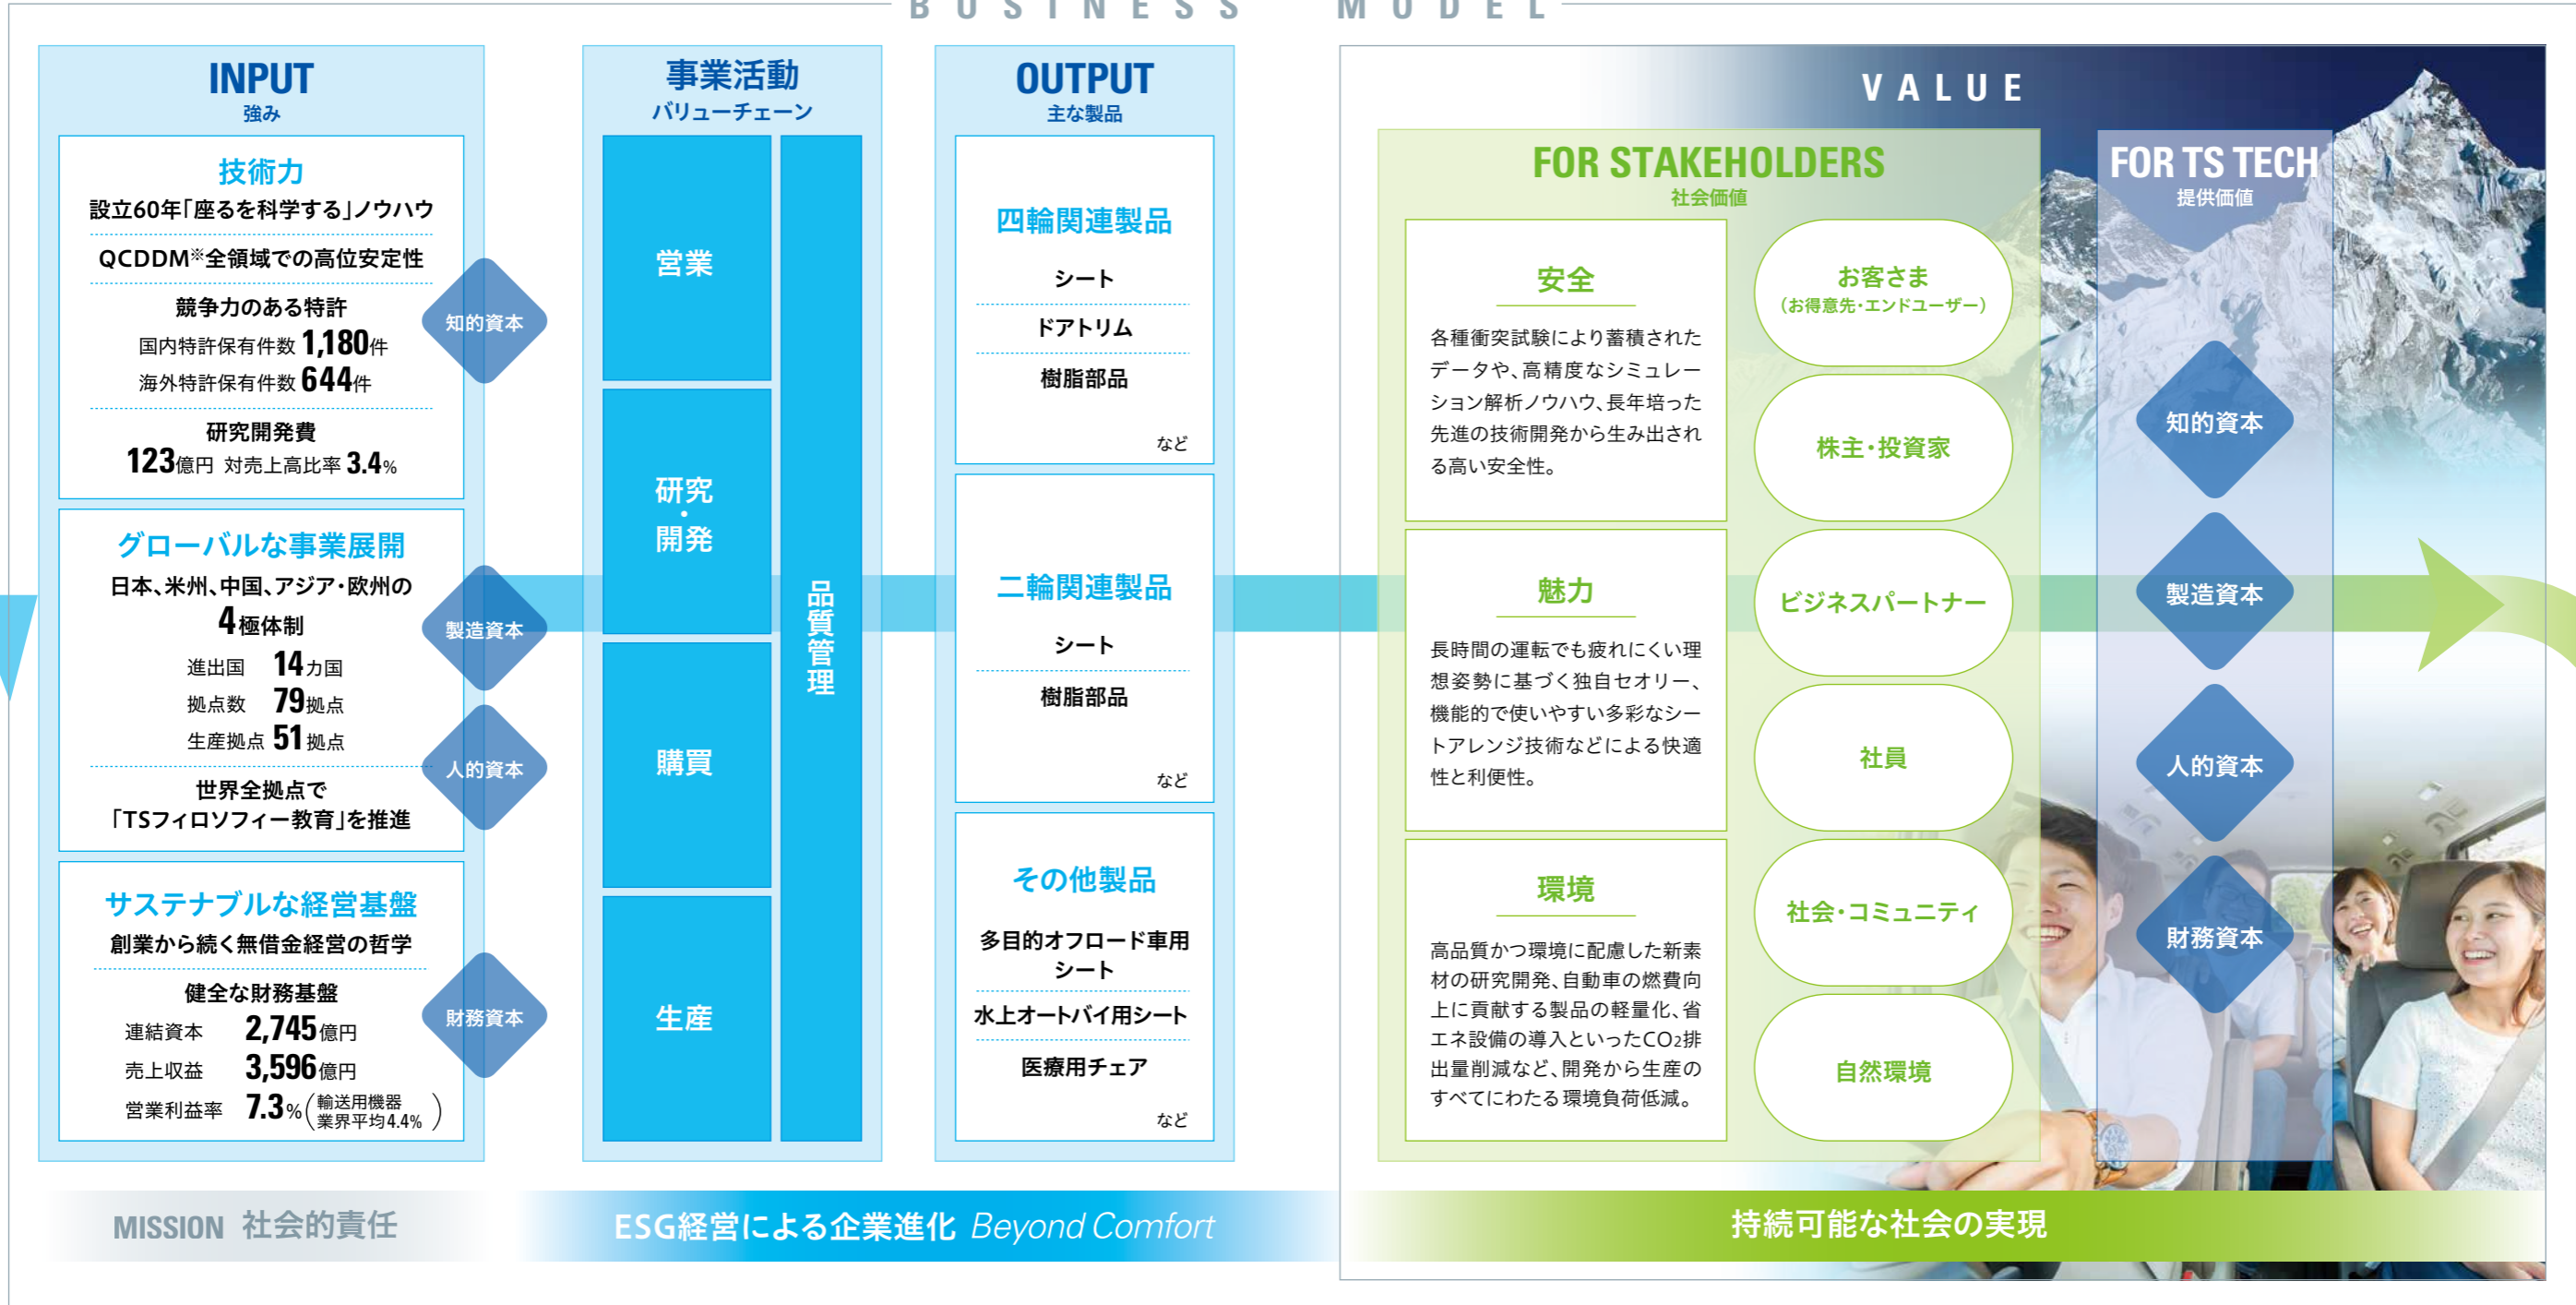 BUSINESS MODEL
INPUT
強み
技術力
設立60年「座るを科学する」ノウハウ
QCDDM※全領域での高位安定性
競争力のある特許
国内特許保有件数 1,180件
海外特許保有件数 644件
研究開発費
123億円 対売上高比率 3.4%
知的資本
グローバルな事業展開
日本、米州、中国、アジア・欧州の
4極体制
進出国 14カ国
拠点数 79拠点
生産拠点 51拠点
世界全拠点で
「TSフィロソフィー教育」を推進
製造資本
人的資本
サステナブルな経営基盤
創業から続く無借金経営の哲学
健全な財務基盤
連結資本 2,745億円
売上収益 3,596億円
営業利益率 7.3%(輸送用機器
業界平均4.4%)
財務資本
事業活動
バリューチェーン
営業
研究
・
開発
購買
生産
品質管理
OUTPUT
主な製品
四輪関連製品
シート
ドアトリム
樹脂部品
など
二輪関連製品
シート
樹脂部品
など
その他製品
多目的オフロード車用
シート
水上オートバイ用シート
医療用チェア
など
VALUE
FOR STAKEHOLDERS
社会価値
安全
各種衝突試験により蓄積された
データや、高精度なシミュレー
ション解析ノウハウ、長年培った
先進の技術開発から生み出され
る高い安全性。
魅力
長時間の運転でも疲れにくい理
想姿勢に基づく独自セオリー、
機能的で使いやすい多彩なシー
トアレンジ技術などによる快適
性と利便性。
環境
高品質かつ環境に配慮した新素
材の研究開発、自動車の燃費向
上に貢献する製品の軽量化、省
エネ設備の導入といったCO2排
出量削減など、開発から生産の
すべてにわたる環境負荷低減。
お客さま
（お得意先・エンドユーザー）
株主・投資家
ビジネスパートナー
社員
社会・コミュニティ
自然環境
FOR TS TECH
提供価値
知的資本
製造資本
人的資本
財務資本
MISSION 社会的責任
ESG経営による企業進化 Beyond Comfort
持続可能な社会の実現